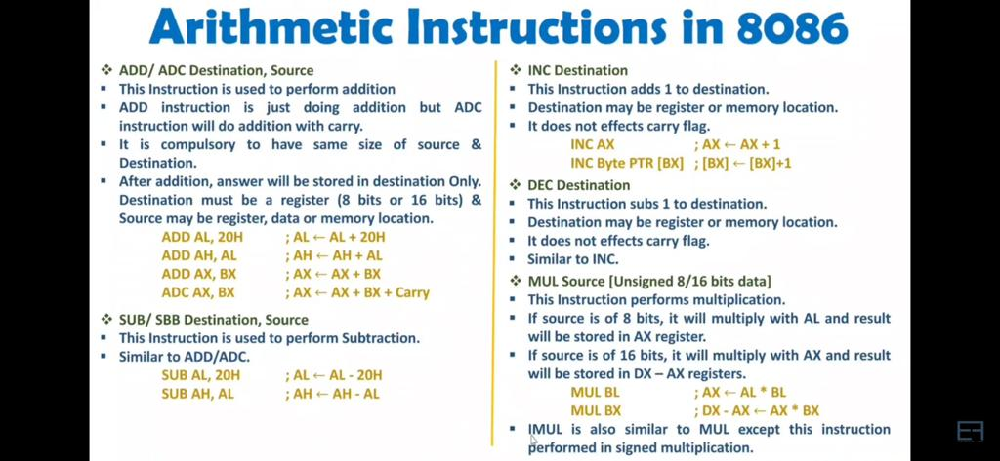 Arithmetic Instructions in 8086
❖ ADD/ ADC Destination, Source
▪ This Instruction is used to perform addition
▪ ADD instruction is just doing addition but ADC
instruction will do addition with carry.
▪ It is compulsory to have same size of source &
Destination.
▪ After addition, answer will be stored in destination Only.
Destination must be a register (8 bits or 16 bits) &
Source may be register, data or memory location.
ADD AL, 20H ; AL ← AL + 20H
ADD AH, AL ; AH ← AH + AL
ADD AX, BX ; AX ← AX + BX
ADC AX, BX ; AX ← AX + BX + Carry
❖ SUB/ SBB Destination, Source
▪ This Instruction is used to perform Subtraction.
▪ Similar to ADD/ADC.
SUB AL, 20H ; AL ← AL - 20H
SUB AH, AL ; AH ← AH - AL
❖ INC Destination
▪ This Instruction adds 1 to destination.
▪ Destination may be register or memory location.
▪ It does not effects carry flag.
INC AX ; AX ← AX + 1
INC Byte PTR [BX] ; [BX] ← [BX]+1
❖ DEC Destination
▪ This Instruction subs 1 to destination.
▪ Destination may be register or memory location.
▪ It does not effects carry flag.
▪ Similar to INC.
❖ MUL Source [Unsigned 8/16 bits data]
▪ This Instruction performs multiplication.
▪ If source is of 8 bits, it will multiply with AL and result
will be stored in AX register.
▪ If source is of 16 bits, it will multiply with AX and result
will be stored in DX – AX registers.
MUL BL ; AX ← AL * BL
MUL BX ; DX - AX ← AX * BX
▪ IMUL is also similar to MUL except this instruction
performed in signed multiplication.